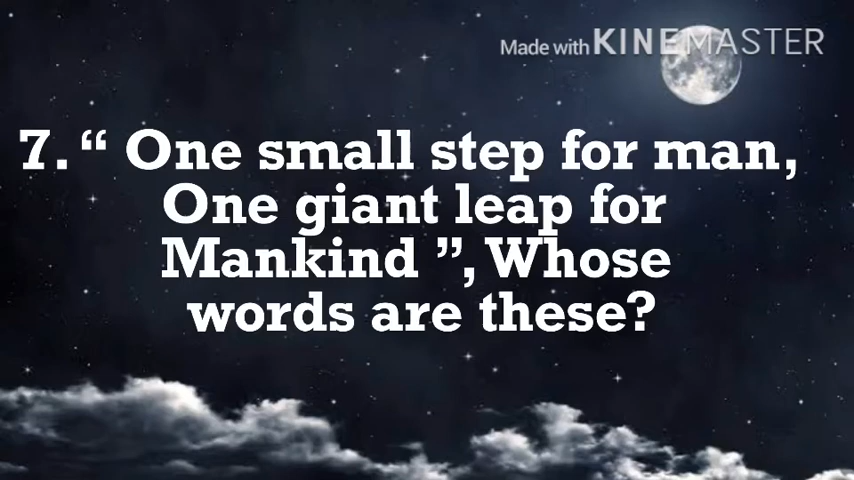 Made with KINEMASTER
7. “ One small step for man,
One giant leap for
Mankind ”, Whose
words are these?